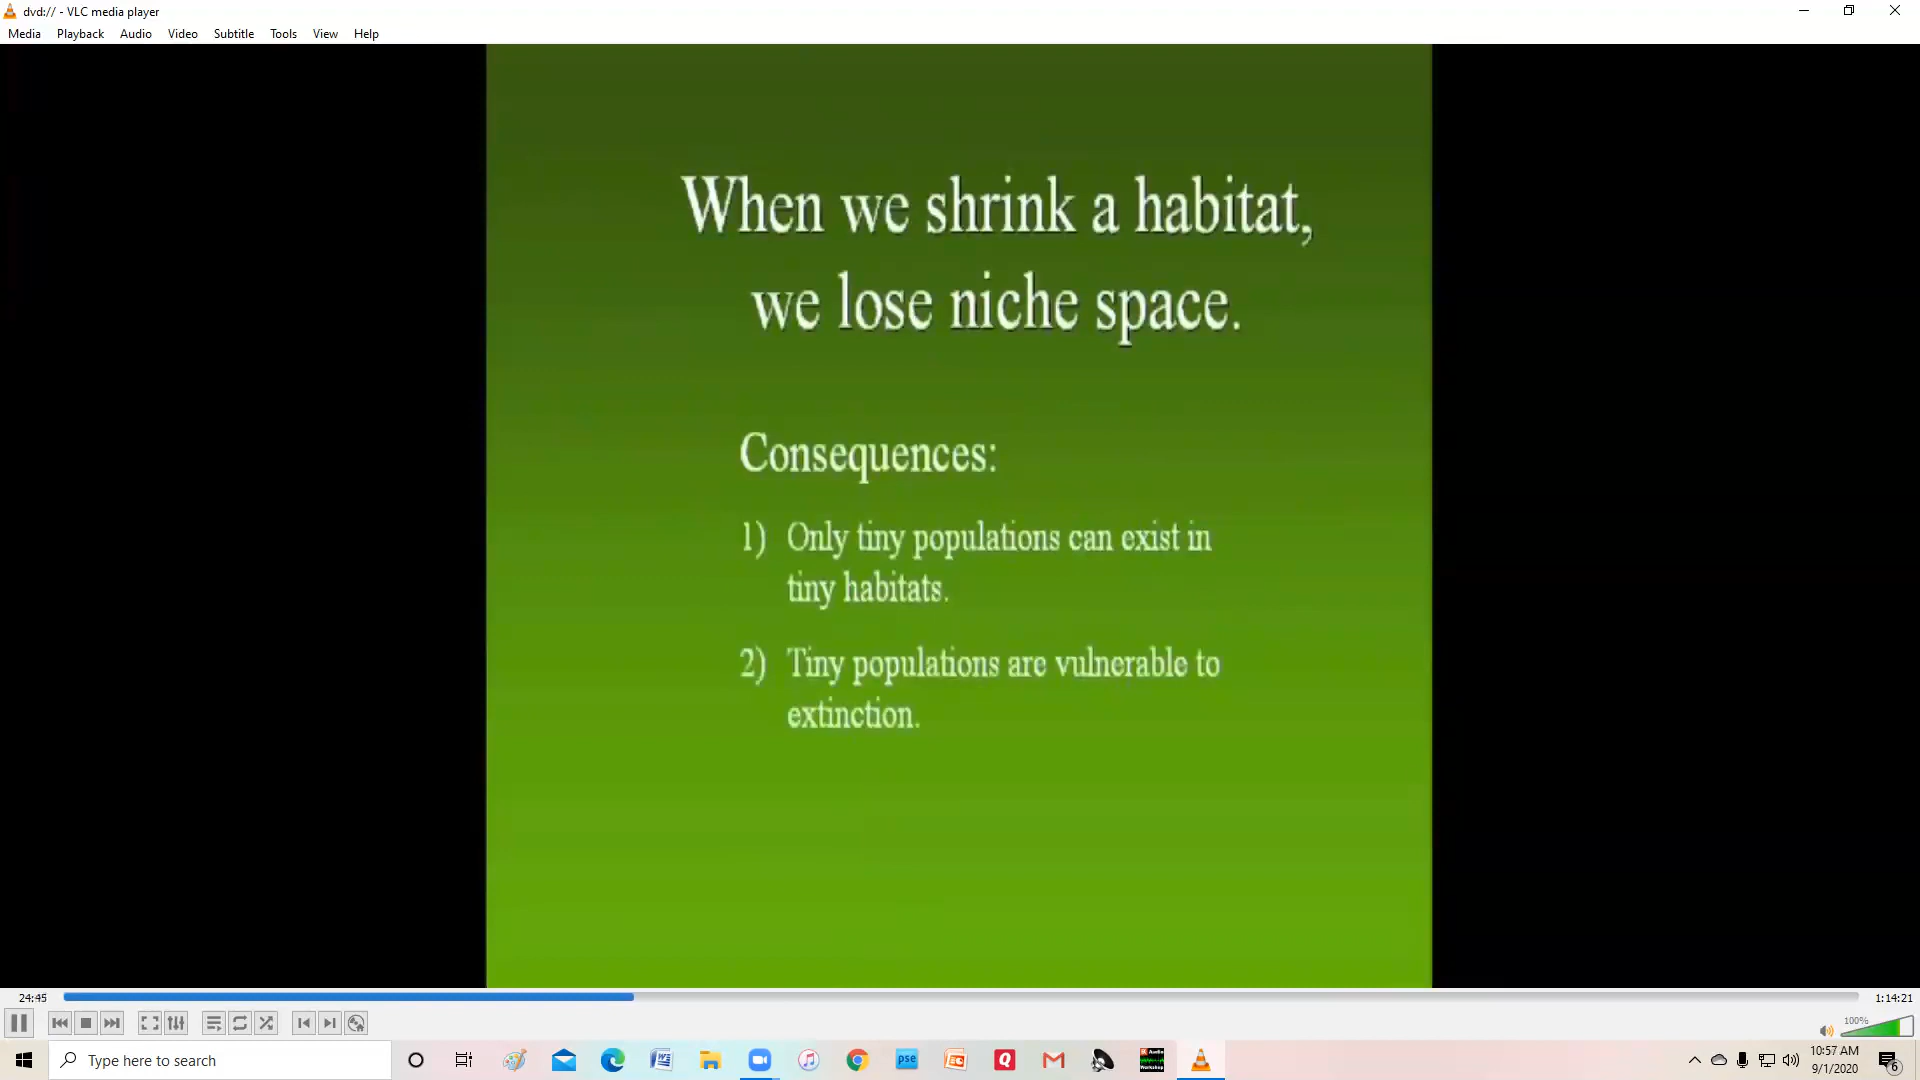 dvd:// - VLC media player
Media Playback Audio Video Subtitle Tools View Help
When we shrink a habitat,
we lose niche space.
Consequences:
1) Only tiny populations can exist in
tiny habitats.
2) Tiny populations are vulnerable to
extinction.
24:45
1:14:21
100%
Type here to search
pse
Q
10:57 AM
9/1/2020
6